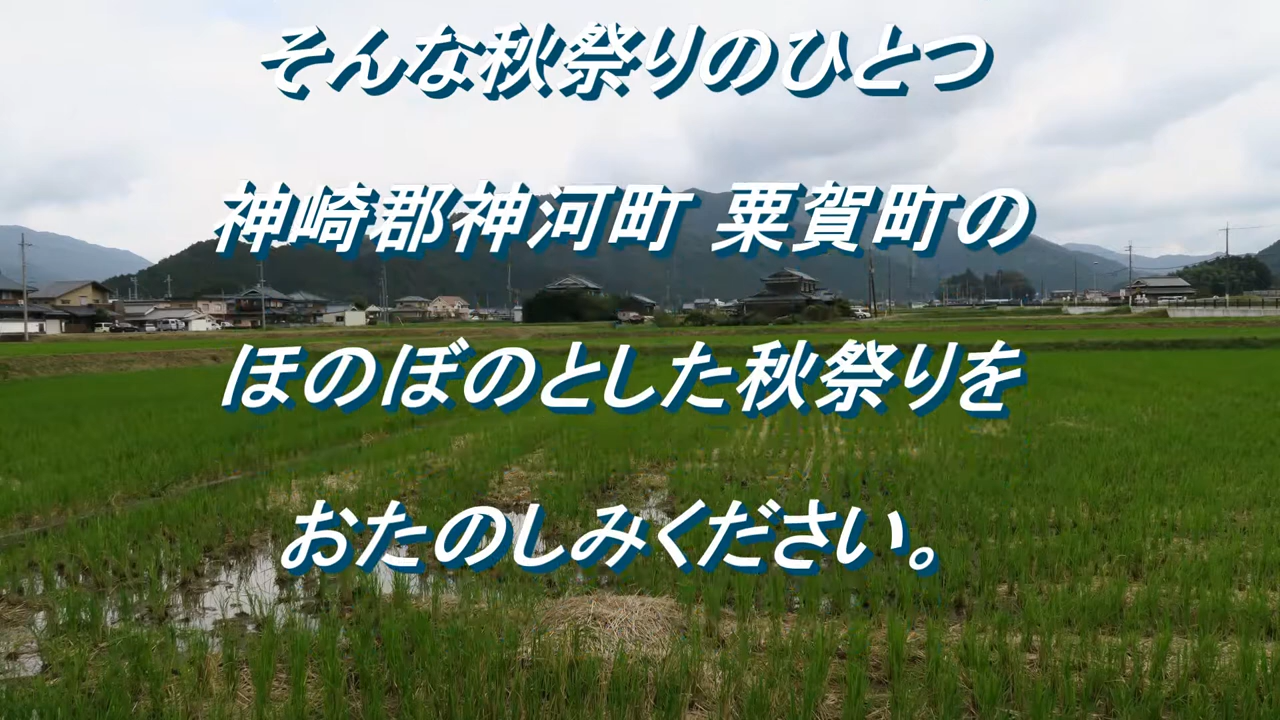 そんな秋祭りのひとつ
神崎郡神河町 粟賀町の
ほのぼのとした秋祭りを
おたのしみください。